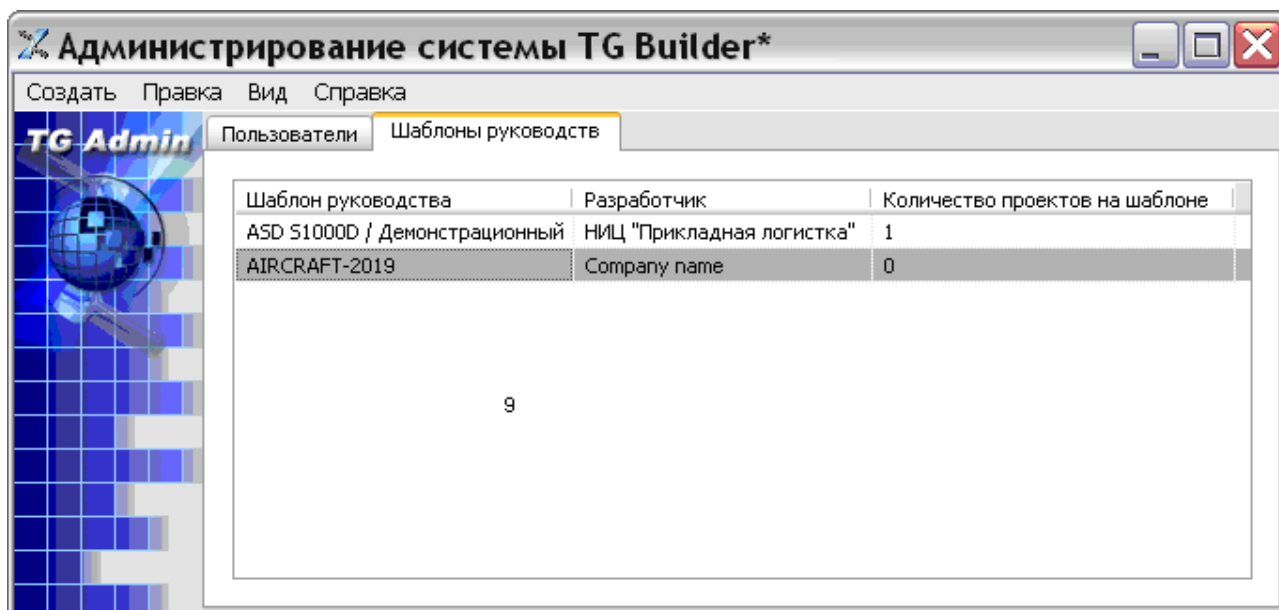 Администрирование системы TG Builder*
Создать Правка Вид Справка
TG Admin Пользователи Шаблоны руководств
Шаблон руководства Разработчик Количество проектов на шаблоне
ASD S1000D / Демонстрационный НИЦ "Прикладная логистка" 1
AIRCRAFT-2019 Company name 0
9